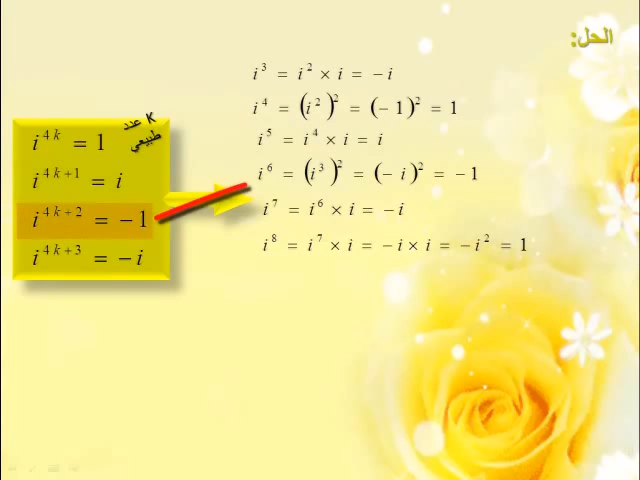 الحل:
i³ = i² × i = − i
i⁴ = (i²)² = (− 1)² = 1
i⁵ = i⁴ × i = i
i⁶ = (i³)² = (− i)² = − 1
i⁷ = i⁶ × i = − i
i⁸ = i⁷ × i = − i × i = − i² = 1
K عدد
طبيعي
i⁴ᵏ = 1
i⁴ᵏ⁺¹ = i
i⁴ᵏ⁺² = − 1
i⁴ᵏ⁺³ = − i